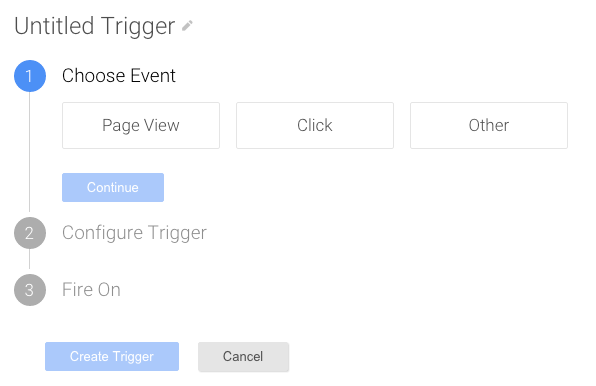 Untitled Trigger
1 Choose Event
Page View Click Other
Continue
2 Configure Trigger
3 Fire On
Create Trigger Cancel